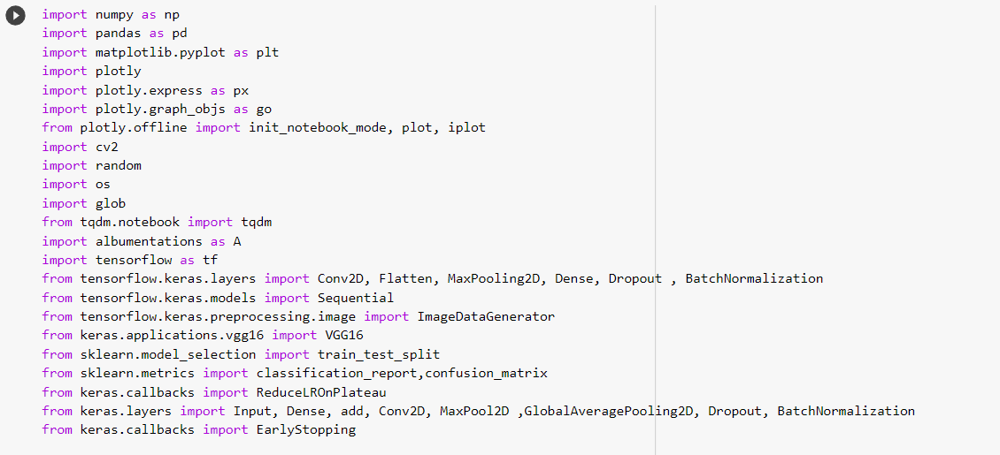 import numpy as np
import pandas as pd
import matplotlib.pyplot as plt
import plotly
import plotly.express as px
import plotly.graph_objs as go
from plotly.offline import init_notebook_mode, plot, iplot
import cv2
import random
import os
import glob
from tqdm.notebook import tqdm
import albumentations as A
import tensorflow as tf
from tensorflow.keras.layers import Conv2D, Flatten, MaxPooling2D, Dense, Dropout , BatchNormalization
from tensorflow.keras.models import Sequential
from tensorflow.keras.preprocessing.image import ImageDataGenerator
from keras.applications.vgg16 import VGG16
from sklearn.model_selection import train_test_split
from sklearn.metrics import classification_report,confusion_matrix
from keras.callbacks import ReduceLROnPlateau
from keras.layers import Input, Dense, add, Conv2D, MaxPool2D ,GlobalAveragePooling2D, Dropout, BatchNormalization
from keras.callbacks import EarlyStopping